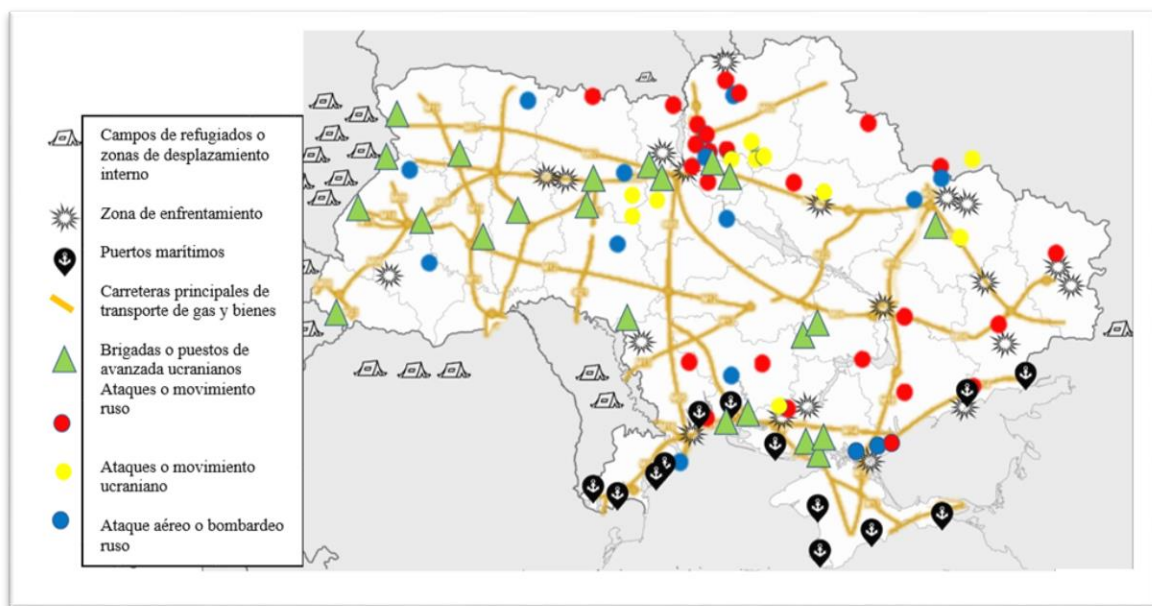 Campos de refugiados o
zonas de desplazamiento
interno
Zona de enfrentamiento
Puertos marítimos
Carreteras principales de
transporte de gas y bienes
Brigadas o puestos de
avanzada ucranianos
Ataques o movimiento
ruso
Ataques o movimiento
ucraniano
Ataque aéreo o bombardeo
ruso